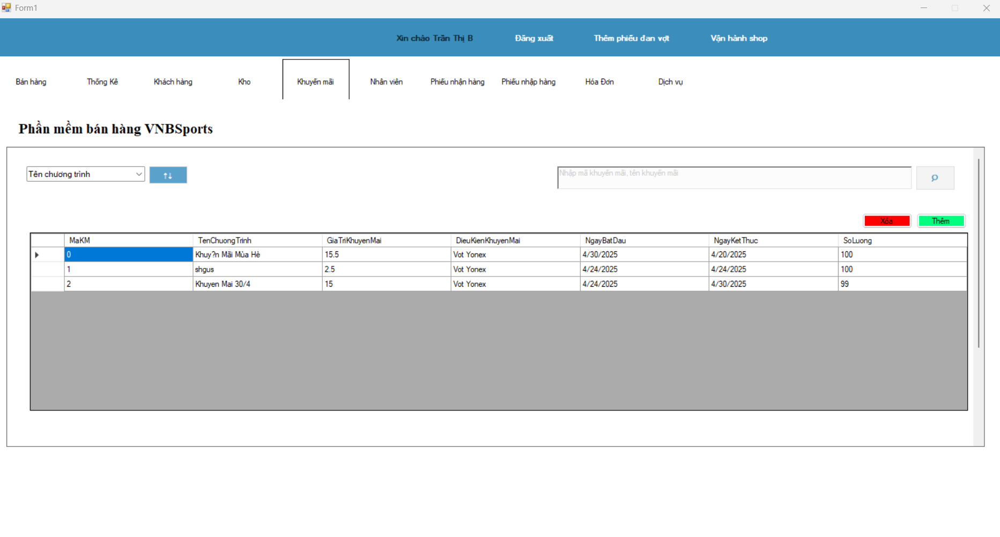 Form1
Xin chào Trần Thị B Đăng xuất Thêm phiếu đan vợt Vận hành shop
Bán hàng Thống Kê Khách hàng Kho Khuyến mãi Nhân viên Phiếu nhận hàng Phiếu nhập hàng Hóa Đơn Dịch vụ
Phần mềm bán hàng VNBSports
Tên chương trình ↑↓ Nhập mã khuyến mãi, tên khuyến mãi
Xóa Thêm
MaKM TenChuongTrinh GiaTriKhuyenMai DieuKienKhuyenMai NgayBatDau NgayKetThuc SoLuong
0 Khuy?n Mãi Mùa Hè 15.5 Vot Yonex 4/30/2025 4/20/2025 100
1 shgus 2.5 Vot Yonex 4/24/2025 4/24/2025 100
2 Khuyen Mai 30/4 15 Vot Yonex 4/24/2025 4/30/2025 99